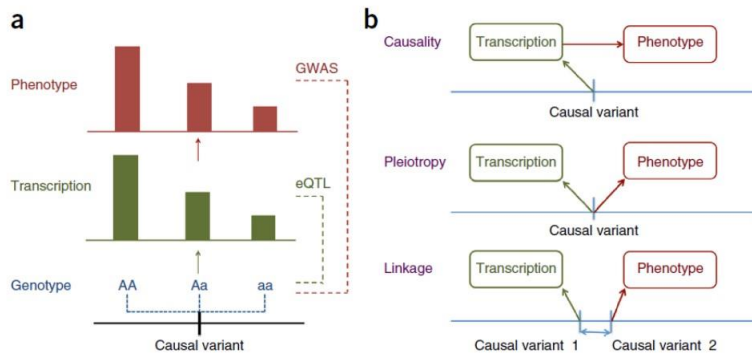 a
Phenotype
GWAS
Transcription
eQTL
Genotype
AA
Aa
aa
Causal variant
b
Causality
Transcription
Phenotype
Causal variant
Pleiotropy
Transcription
Phenotype
Causal variant
Linkage
Transcription
Phenotype
Causal variant 1
Causal variant 2